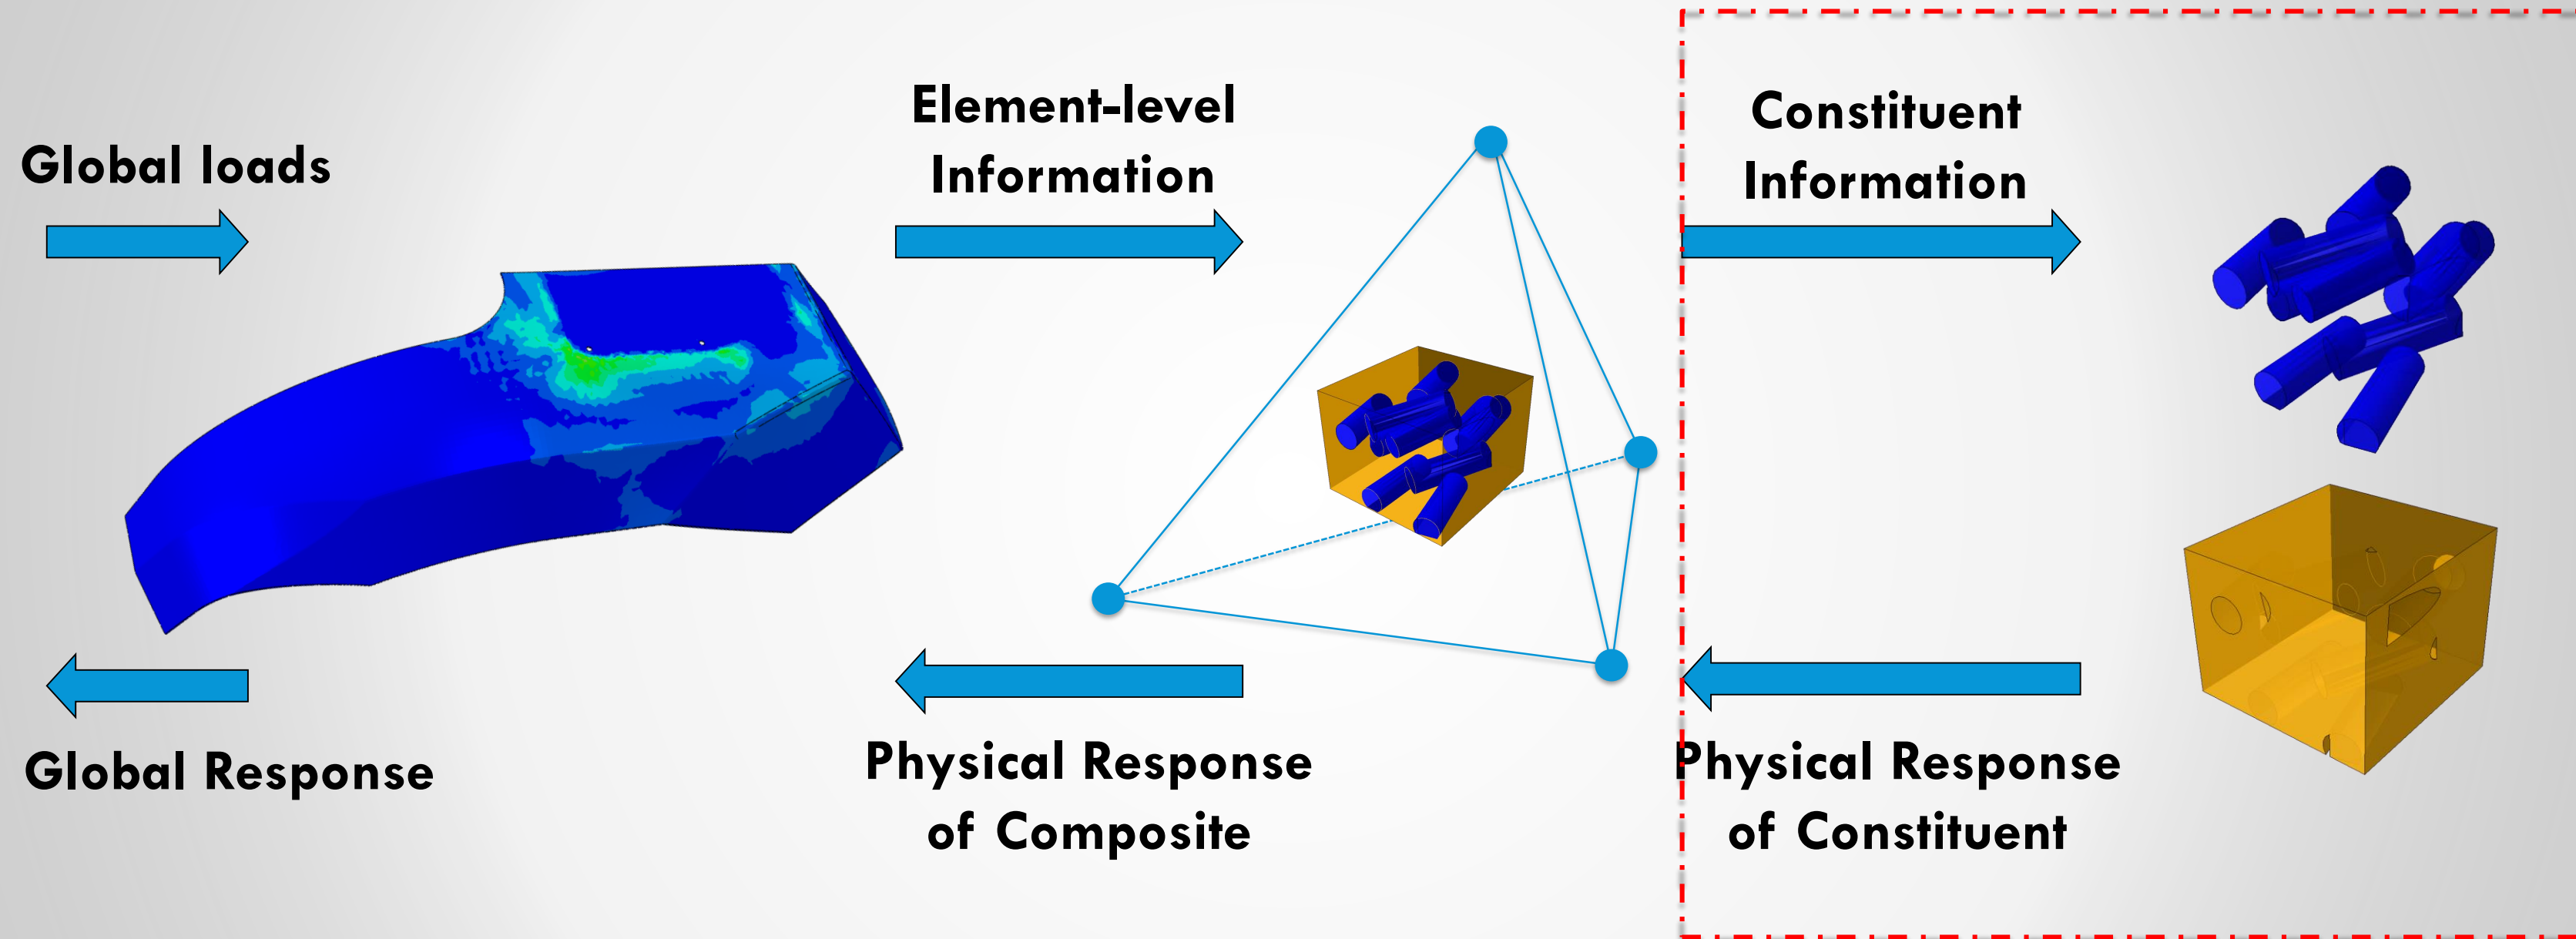 Global loads
Element-level
Information
Constituent
Information
Global Response
Physical Response
of Composite
Physical Response
of Constituent